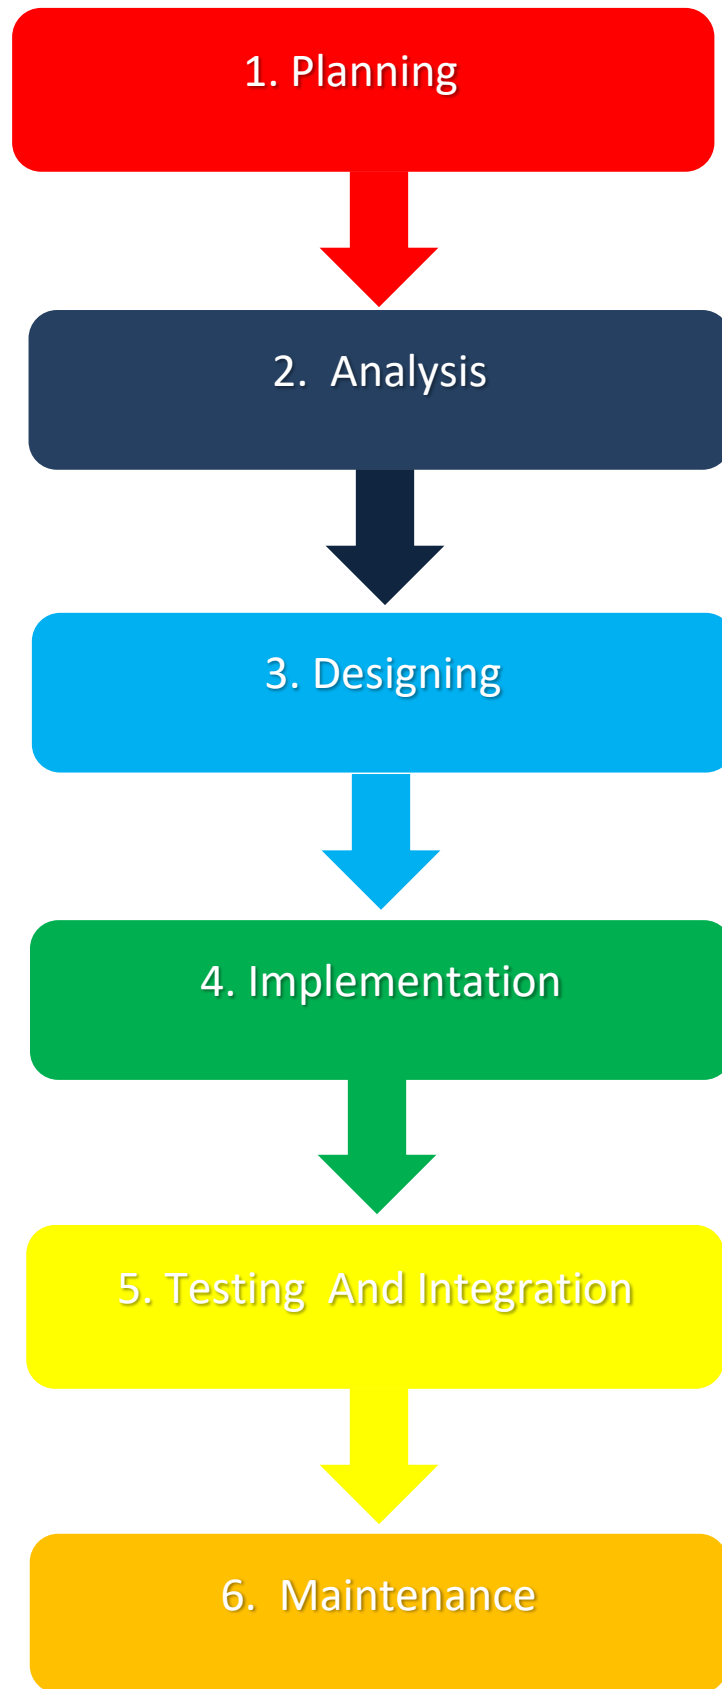 1. Planning
2. Analysis
3. Designing
4. Implementation
5. Testing And Integration
6. Maintenance